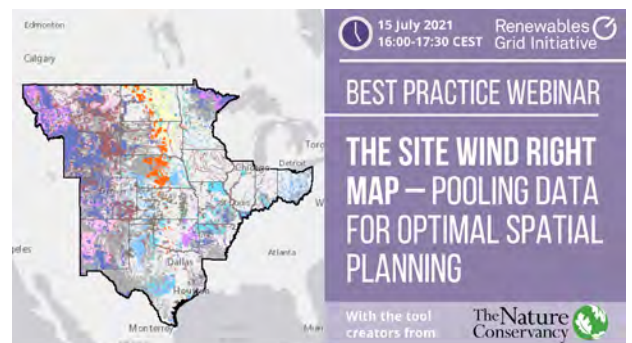 Edmonton
Calgary
Toro
Chicago
Detroit
St. Louis
eles
Dallas
Atlanta
Houston
Monterrey
15 July 2021
16:00-17:30 CEST
Renewables
Grid Initiative
BEST PRACTICE WEBINAR
THE SITE WIND RIGHT
MAP – POOLING DATA
FOR OPTIMAL SPATIAL
PLANNING
With the tool
creators from
The Nature
Conservancy